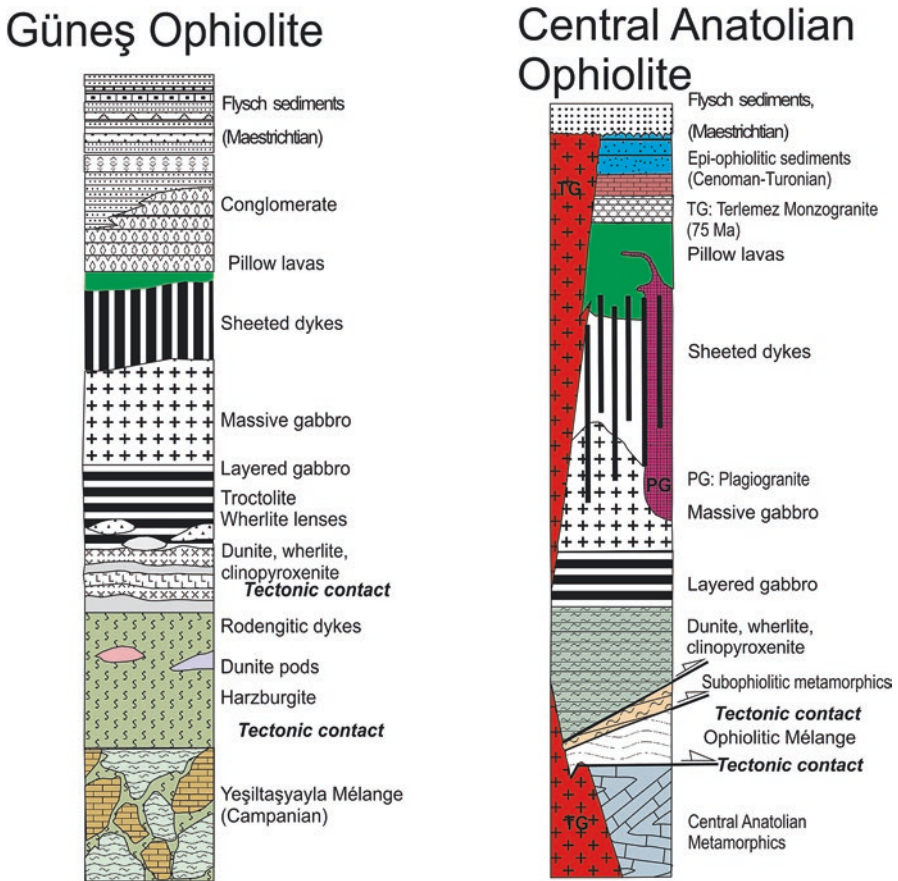 Güneş Ophiolite
Flysch sediments
(Maestrichtian)
Conglomerate
Pillow lavas
Sheeted dykes
Massive gabbro
Layered gabbro
Troctolite
Wherlite lenses
Dunite, wherlite,
clinopyroxenite
Tectonic contact
Rodengitic dykes
Dunite pods
Harzburgite
Tectonic contact
Yeşiltaşyayla Mélange
(Campanian)
Central Anatolian
Ophiolite
Flysch sediments,
(Maestrichtian)
Epi-ophiolitic sediments
(Cenoman-Turonian)
TG
TG: Terlemez Monzogranite
(75 Ma)
Pillow lavas
Sheeted dykes
PG
PG: Plagiogranite
Massive gabbro
Layered gabbro
Dunite, wherlite,
clinopyroxenite
Subophiolitic metamorphics
Tectonic contact
Ophiolitic Mélange
Tectonic contact
TG
Central Anatolian
Metamorphics